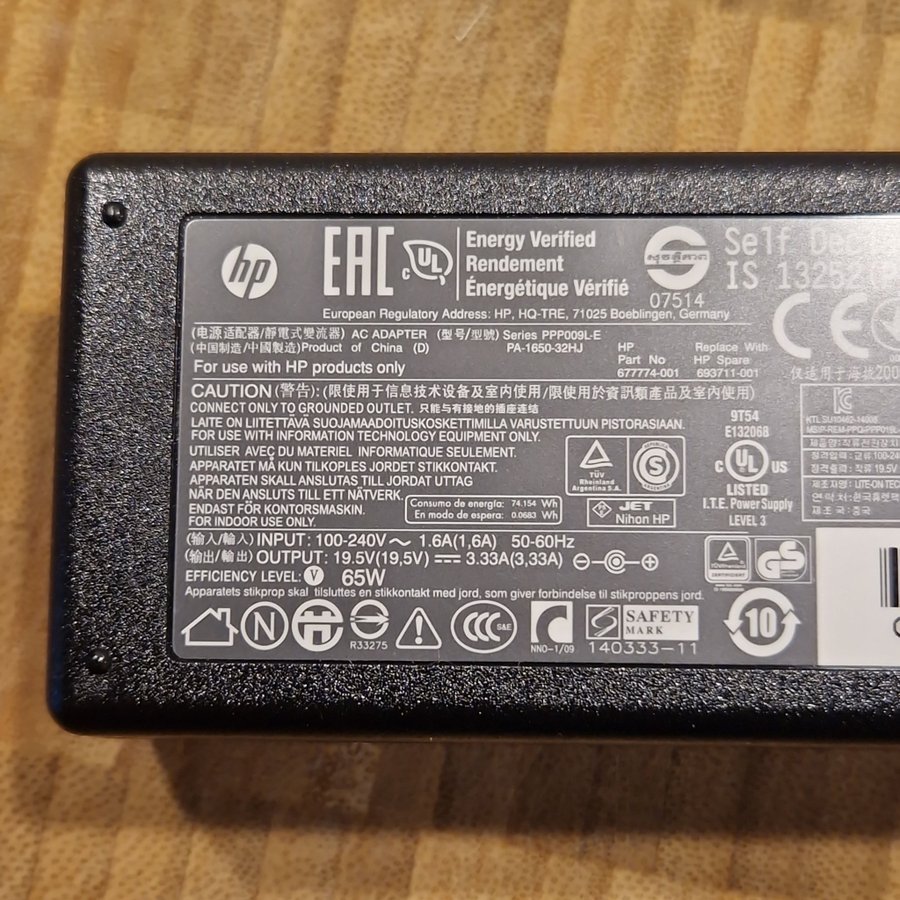 hp
EAC
c UL
Energy Verified
Rendement
Énergétique Vérifié
07514
Self
IS 13252
European Regulatory Address: HP, HQ-TRE, 71025 Boeblingen, Germany
(电源适配器/靜電式變流器) AC ADAPTER (型号/型號) Series PPP009L-E
(中国制造/中國製造)Product of China (D) PA-1650-32HJ
HP
Part No
677774-001
Replace With
HP Spare
693711-001
CE
For use with HP products only
CAUTION (警告): (限使用于信息技术设备及室内使用/限使用於資訊類產品及室內使用)
CONNECT ONLY TO GROUNDED OUTLET. 只能与有接地的插座连结
LAITE ON LIITETTÄVÄ SUOJAMAADOITUSKOSKETTIMILLA VARUSTETTUUN PISTORASIAAN.
FOR USE WITH INFORMATION TECHNOLOGY EQUIPMENT ONLY.
UTILISER AVEC DU MATERIEL INFORMATIQUE SEULEMENT.
APPARATET MÅ KUN TILKOPLES JORDET STIKKONTAKT.
APPARATEN SKALL ANSLUTAS TILL JORDAT UTTAG
NÄR DEN ANSLUTS TILL ETT NÄTVERK.
ENDAST FÖR KONTORSMASKIN.
FOR INDOOR USE ONLY.
Consumo de energía: 74.154 Wh
En modo de espera: 0.0683 Wh
TÜV
Rheinland
Argentina S.A.
S
JET
Nihon HP
9T54
E132068
c UL US
LISTED
I.T.E. Power Supply
LEVEL 3
(输入/輸入) INPUT: 100-240V～ 1.6A(1,6A) 50-60Hz
(输出/輸出) OUTPUT: 19.5V(19,5V) ⎓ 3.33A(3,33A)
EFFICIENCY LEVEL: V 65W
Apparatets stikprop skal tilsluttes en stikkontakt med jord, som giver forbindelse til stikproppens jord.
GS
N
R33275
CCC S&E
NNO-1/09
S SAFETY
MARK
140333-11
10